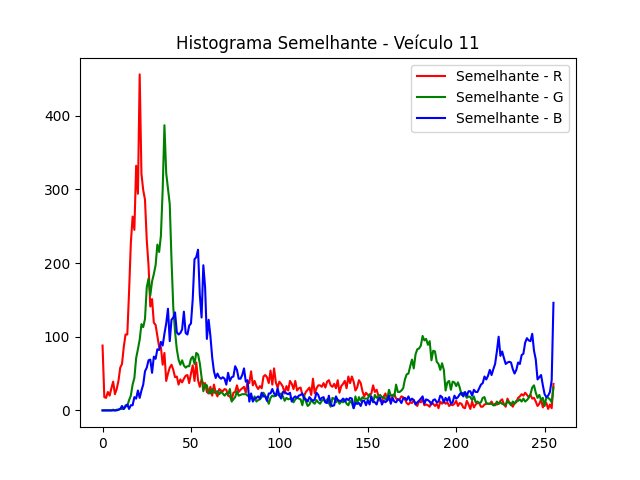 Histograma Semelhante - Veículo 11
Semelhante - R
Semelhante - G
Semelhante - B
400
300
200
100
0
0 50 100 150 200 250